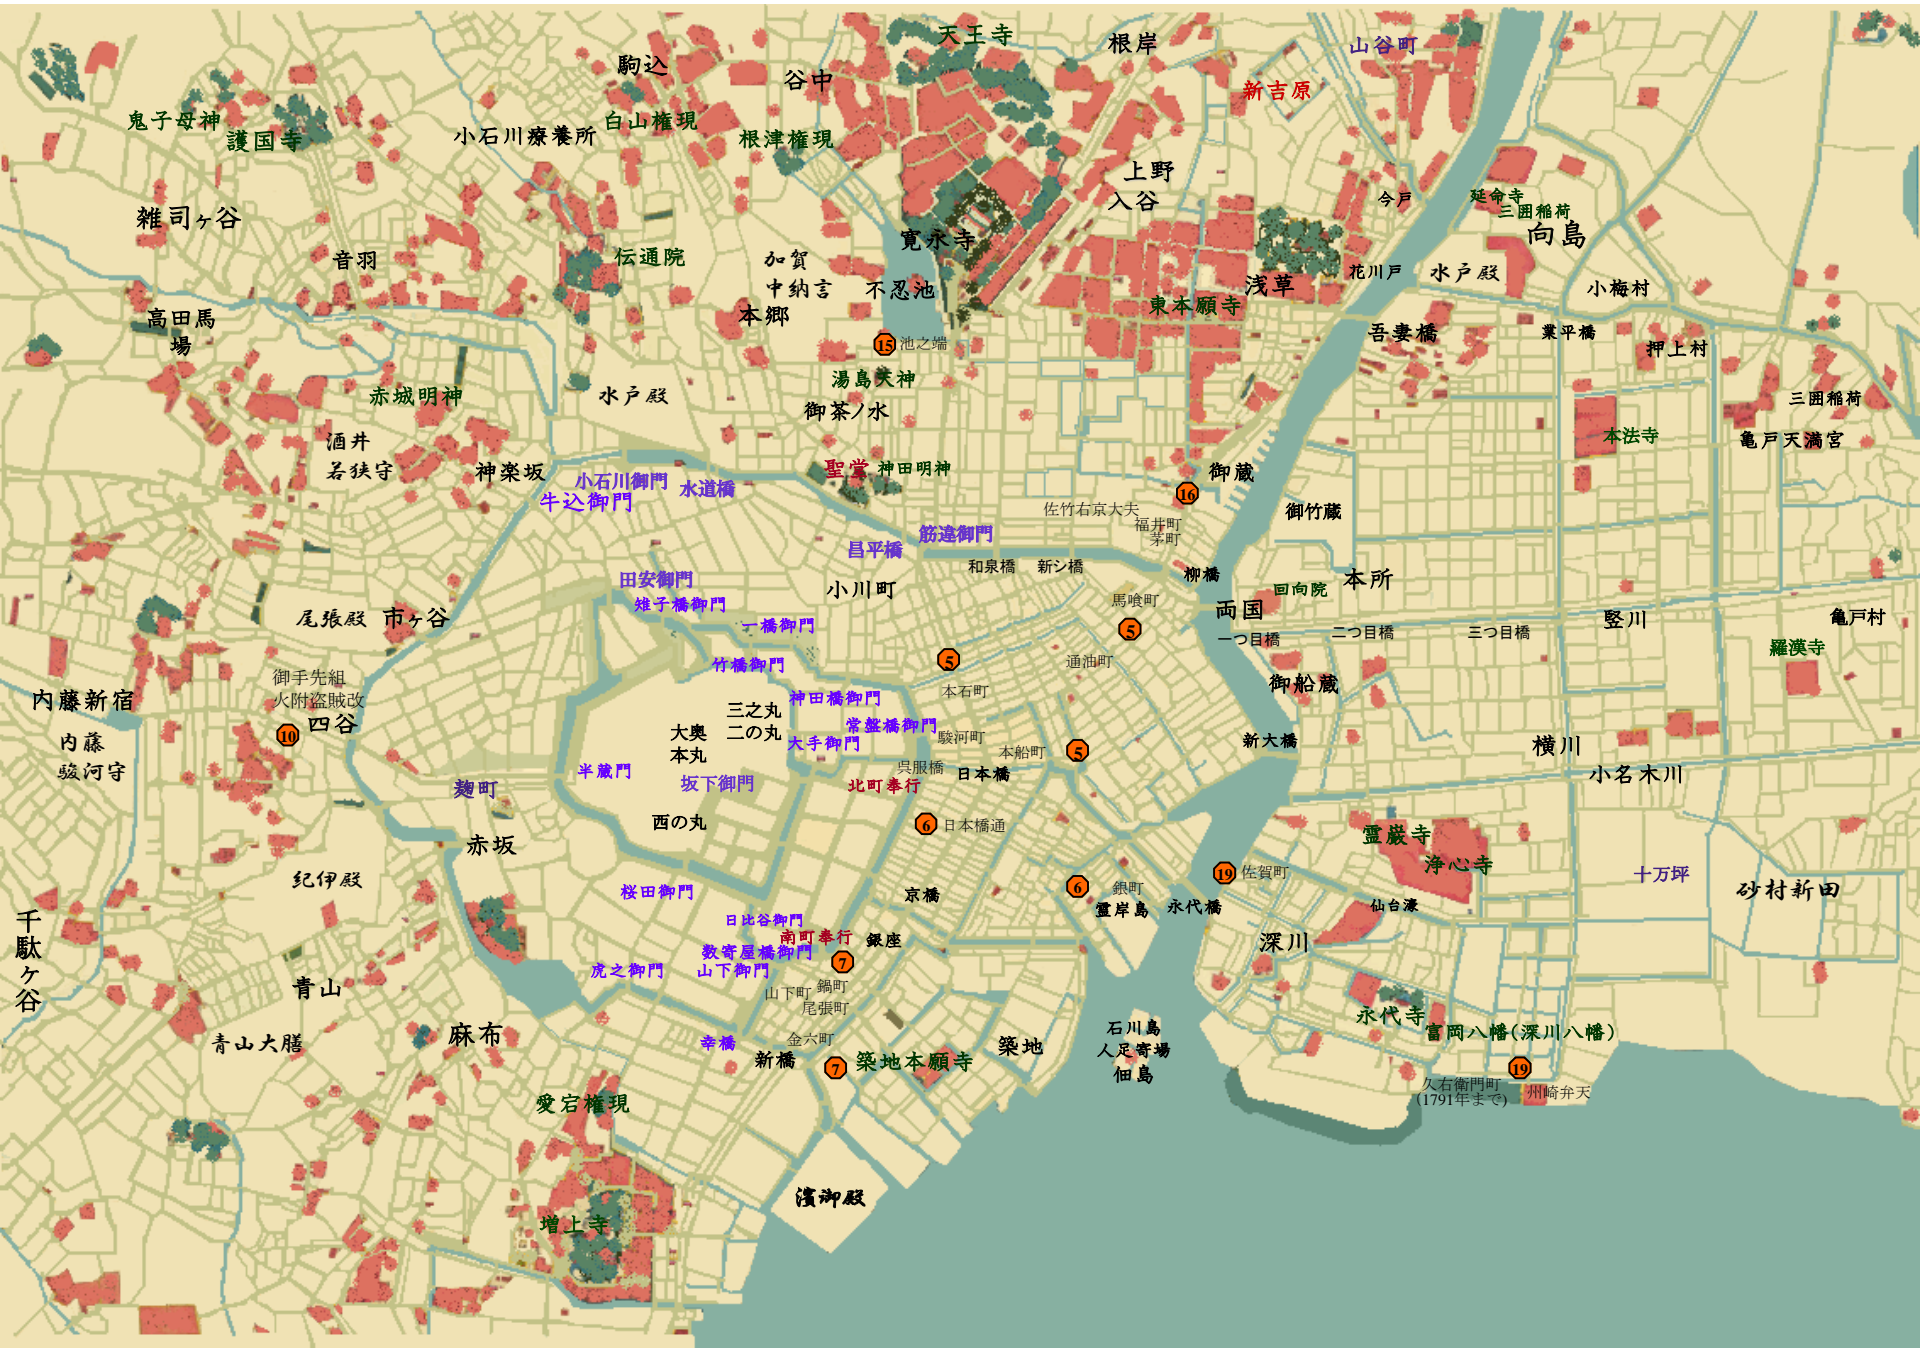 天王寺
根岸
山谷町
駒込
谷中
新吉原
鬼子母神
護国寺
小石川療養所
白山権現
根津権現
上野
入谷
今戸
延命寺
三囲稲荷
向島
雑司ヶ谷
音羽
伝通院
加賀
中納言
寛永寺
不忍池
本郷
浅草
花川戸
水戸殿
小梅村
東本願寺
高田馬
場
15
池之端
吾妻橋
業平橋
押上村
湯島天神
赤城明神
水戸殿
御茶ノ水
三囲稲荷
亀戸天満宮
本法寺
酒井
若狭守
神楽坂
小石川御門
牛込御門
水道橋
聖堂
神田明神
御蔵
16
佐竹右京大夫
福井町
茅町
御竹蔵
昌平橋
筋違御門
和泉橋
新シ橋
柳橋
田安御門
雉子橋御門
一橋御門
小川町
馬喰町
5
両国
回向院
本所
一つ目橋
二つ目橋
三つ目橋
竪川
亀戸村
羅漢寺
尾張殿
市ヶ谷
竹橋御門
5
通油町
御手先組
火附盗賊改
四谷
10
内藤新宿
内藤
駿河守
神田橋御門
本石町
御船蔵
三之丸
二の丸
大奥
本丸
常盤橋御門
大手御門
駿河町
本船町
5
新大橋
横川
小名木川
半蔵門
坂下御門
呉服橋
日本橋
北町奉行
麹町
西の丸
6
日本橋通
赤坂
霊巌寺
浄心寺
紀伊殿
桜田御門
京橋
6
銀町
霊岸島
19
佐賀町
永代橋
仙台濠
十万坪
砂村新田
千駄ヶ谷
日比谷御門
南町奉行
数寄屋橋御門
銀座
7
虎之御門
山下御門
深川
青山
山下町
鍋町
尾張町
永代寺
富岡八幡(深川八幡)
青山大膳
麻布
幸橋
金六町
新橋
7
築地本願寺
築地
石川島
人足寄場
佃島
19
久右衛門町
(1791年まで)
州崎弁天
愛宕権現
濱御殿
増上寺